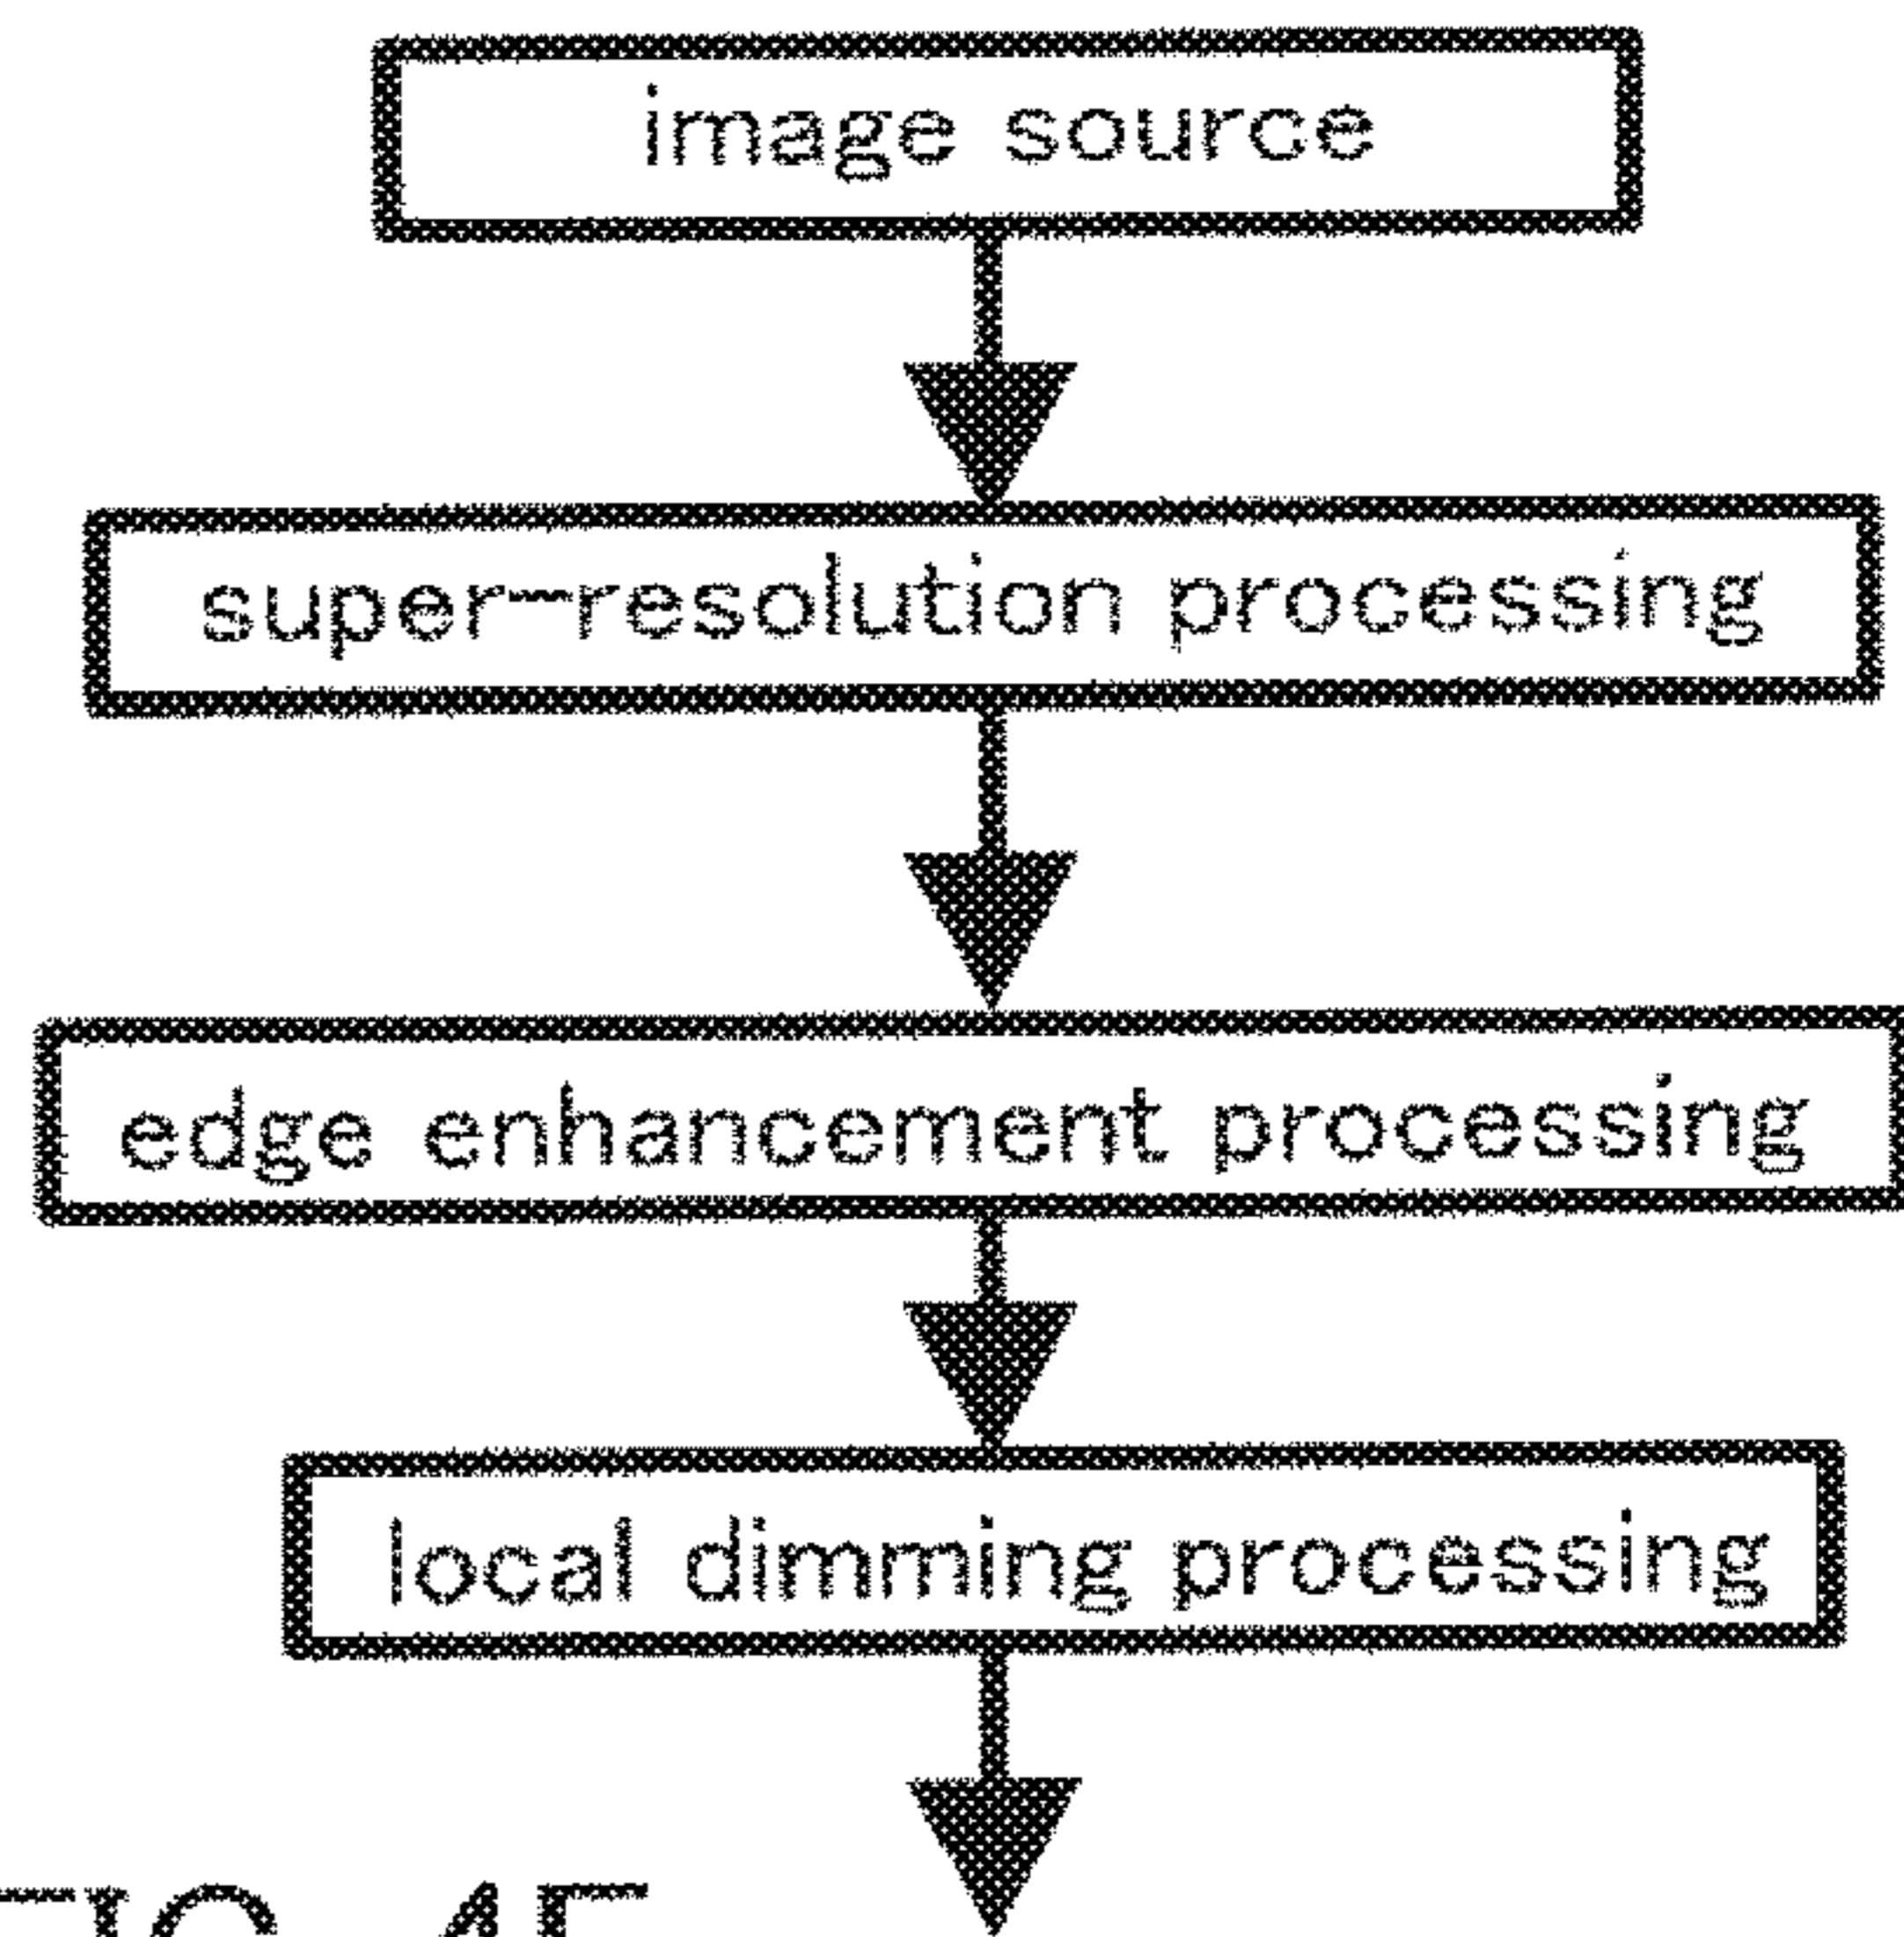 image source
super-resolution processing
edge enhancement processing
local dimming processing